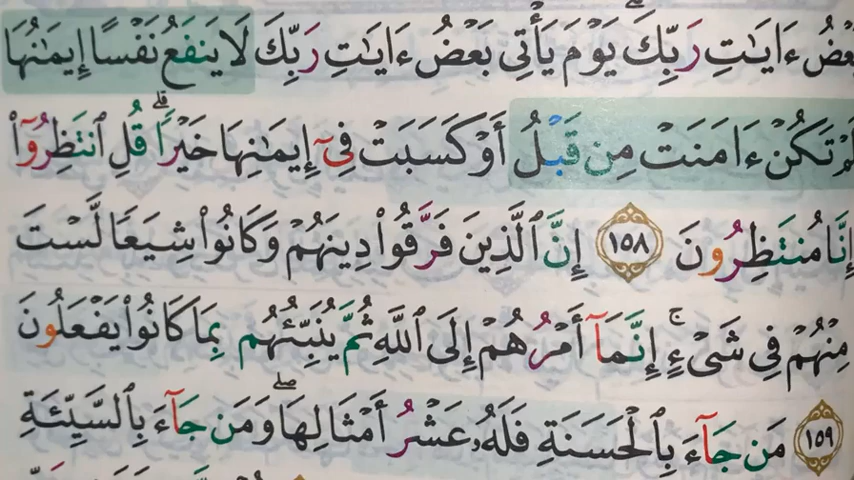 بَعْضُ ءَايَٰتِ رَبِّكَ ۗ يَوْمَ يَأْتِى بَعْضُ ءَايَٰتِ رَبِّكَ لَا يَنفَعُ نَفْسًا إِيمَٰنُهَا
لَمْ تَكُنْ ءَامَنَتْ مِن قَبْلُ أَوْ كَسَبَتْ فِىٓ إِيمَٰنِهَا خَيْرًا ۗ قُلِ ٱنتَظِرُوٓا۟
إِنَّا مُنتَظِرُونَ ١٥٨ إِنَّ ٱلَّذِينَ فَرَّقُوا۟ دِينَهُمْ وَكَانُوا۟ شِيَعًا لَّسْتَ
مِنْهُمْ فِى شَىْءٍ ۚ إِنَّمَآ أَمْرُهُمْ إِلَى ٱللَّهِ ثُمَّ يُنَبِّئُهُم بِمَا كَانُوا۟ يَفْعَلُونَ
١٥٩ مَن جَآءَ بِٱلْحَسَنَةِ فَلَهُۥ عَشْرُ أَمْثَالِهَا ۖ وَمَن جَآءَ بِٱلسَّيِّئَةِ